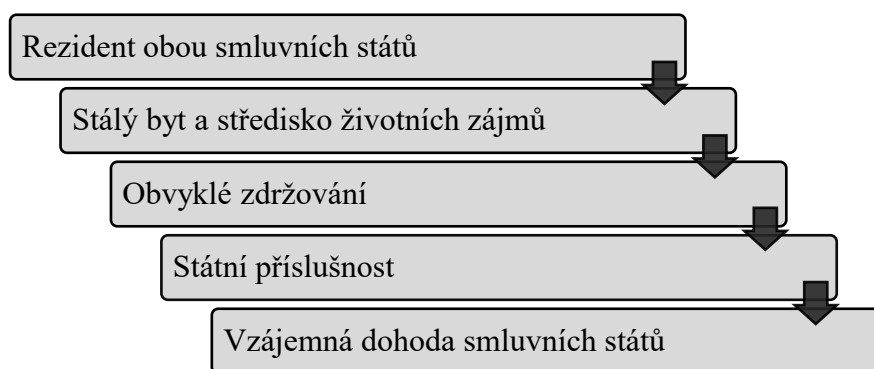 Rezident obou smluvních států
Stálý byt a středisko životních zájmů
Obvyklé zdržování
Státní příslušnost
Vzájemná dohoda smluvních států